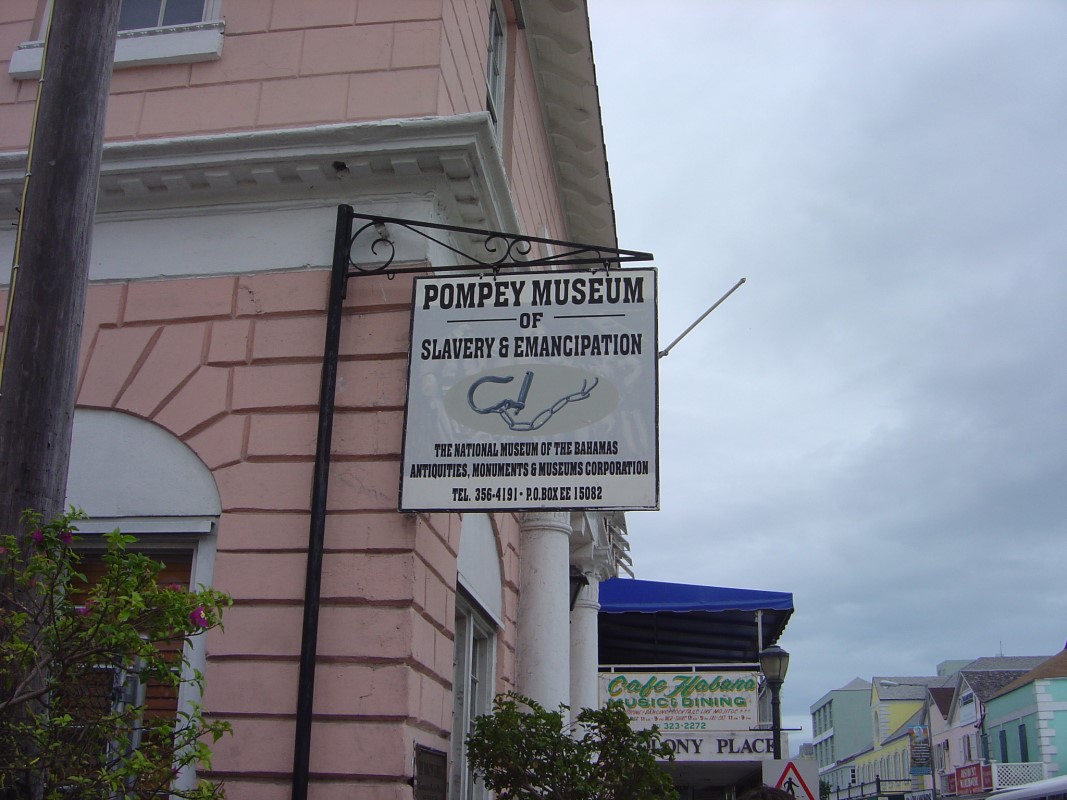 POMPEY MUSEUM
OF
SLAVERY & EMANCIPATION
THE NATIONAL MUSEUM OF THE BAHAMAS
ANTIQUITIES, MONUMENTS & MUSEUMS CORPORATION
TEL. 356-4191 • P.O.BOX EE 15082
Cafe Habana
MUSIC & DINING
323-2272
LONY PLACE